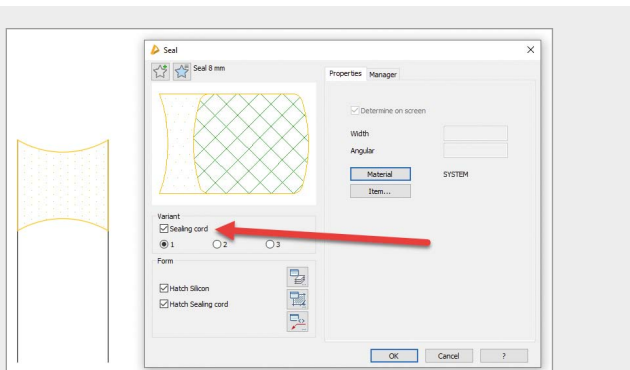 Seal
Seal 8 mm
Properties Manager
Determine on screen
Width
Angular
Material SYSTEM
Item...
Variant
Sealing cord
1 2 3
Form
Hatch Silicon
Hatch Sealing cord
OK Cancel ?